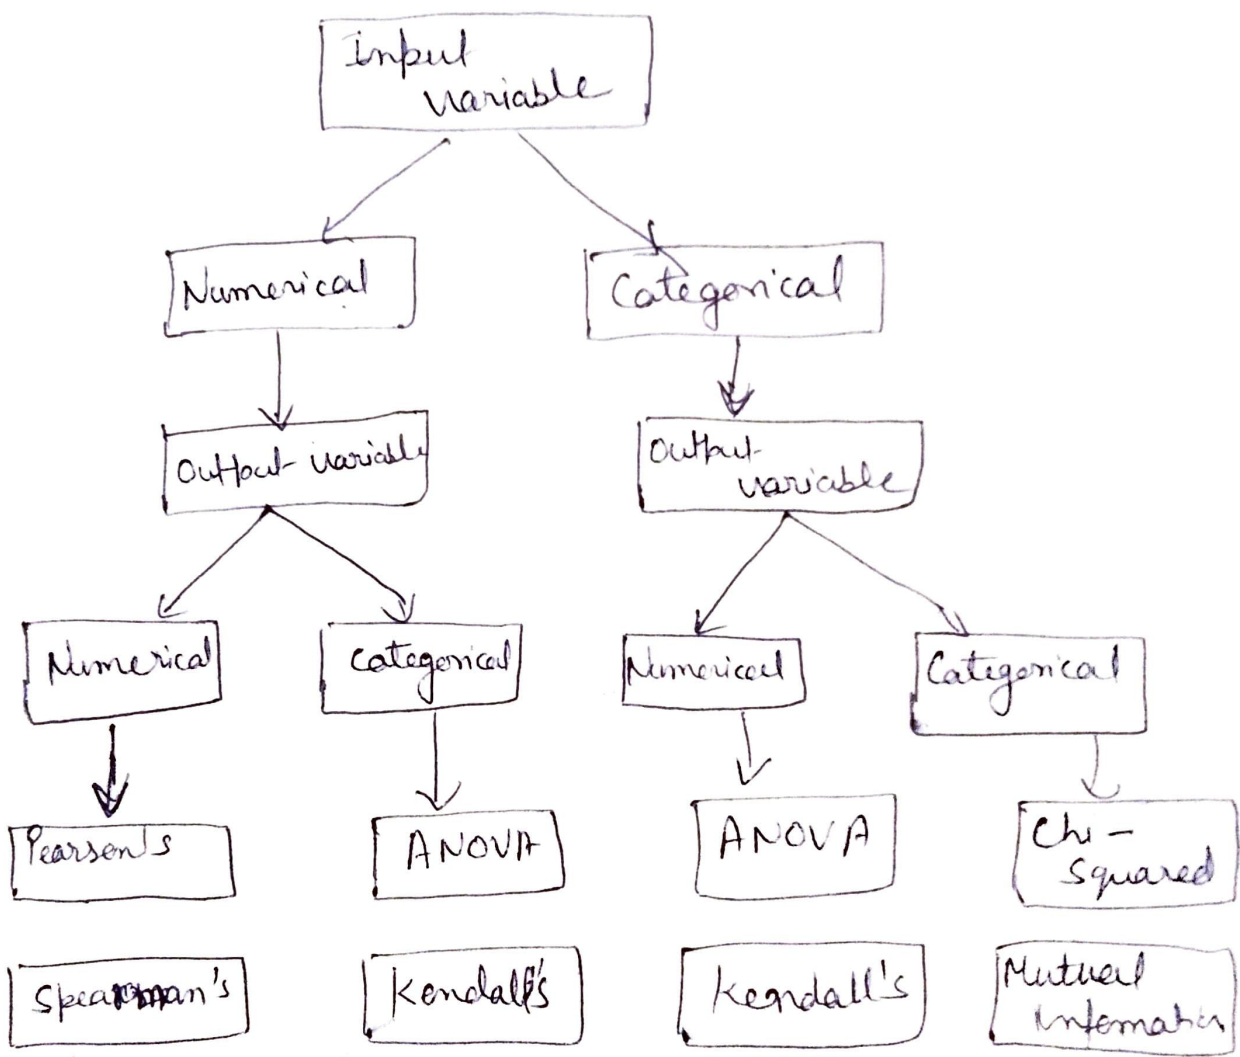 Input
variable
Numerical
Categorical
Output variable
Output
variable
Numerical
Categorical
Numerical
Categorical
Pearson's
ANOVA
ANOVA
Chi-
Squared
Spearman's
Kendall's
Kendall's
Mutual
Infomation